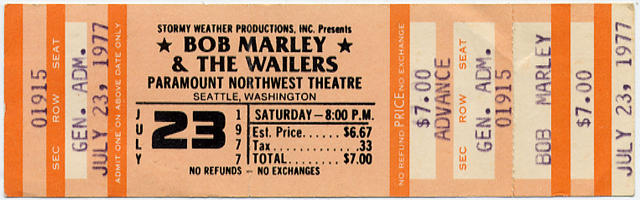 SEC ROW SEAT
01915
GEN. ADM.
JULY 23, 1977
ADMIT ONE ON ABOVE DATE ONLY
STORMY WEATHER PRODUCTIONS, INC. Presents
★ BOB MARLEY ★
& THE WAILERS
PARAMOUNT NORTHWEST THEATRE
SEATTLE, WASHINGTON
JULY
23
1977
SATURDAY—8:00 P.M.
Est. Price.......$6.67
Tax...............33
TOTAL.........$7.00
NO REFUNDS – NO EXCHANGES
NO REFUND PRICE NO EXCHANGE
$7.00
ADVANCE
SEC ROW SEAT
GEN. ADM.
01915
BOB MARLEY
$7.00
JULY 23, 1977